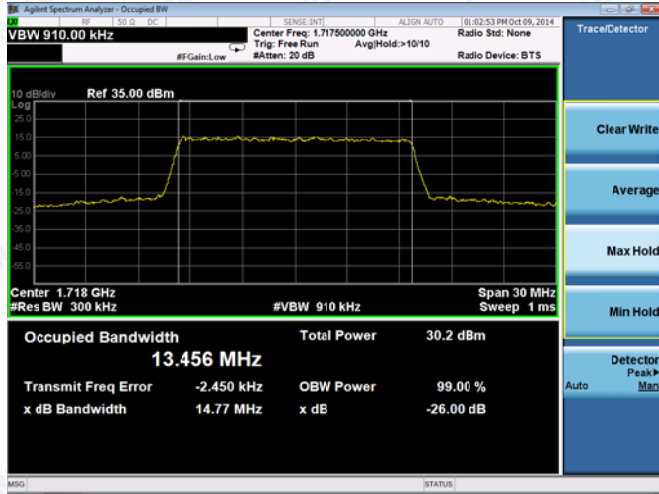 Agilent Spectrum Analyzer - Occupied BW
RF 50 Ω DC SENSE:INT ALIGN AUTO 01:02:53 PM Oct 09, 2014
VBW 910.00 kHz
Center Freq: 1.717500000 GHz
Radio Std: None
Trig: Free Run Avg|Hold:>10/10
#FGain:Low #Atten: 20 dB Radio Device: BTS
10 dB/div Ref 35.00 dBm
Log
25.0
15.0
5.00
-5.00
-15.0
-25.0
-35.0
-45.0
-55.0
Center 1.718 GHz Span 30 MHz
#Res BW 300 kHz #VBW 910 kHz Sweep 1 ms
Occupied Bandwidth Total Power 30.2 dBm
13.456 MHz
Transmit Freq Error -2.450 kHz OBW Power 99.00 %
x dB Bandwidth 14.77 MHz x dB -26.00 dB
MSG STATUS
Trace/Detector
Clear Write
Average
Max Hold
Min Hold
Detector
Peak▶
Auto Man